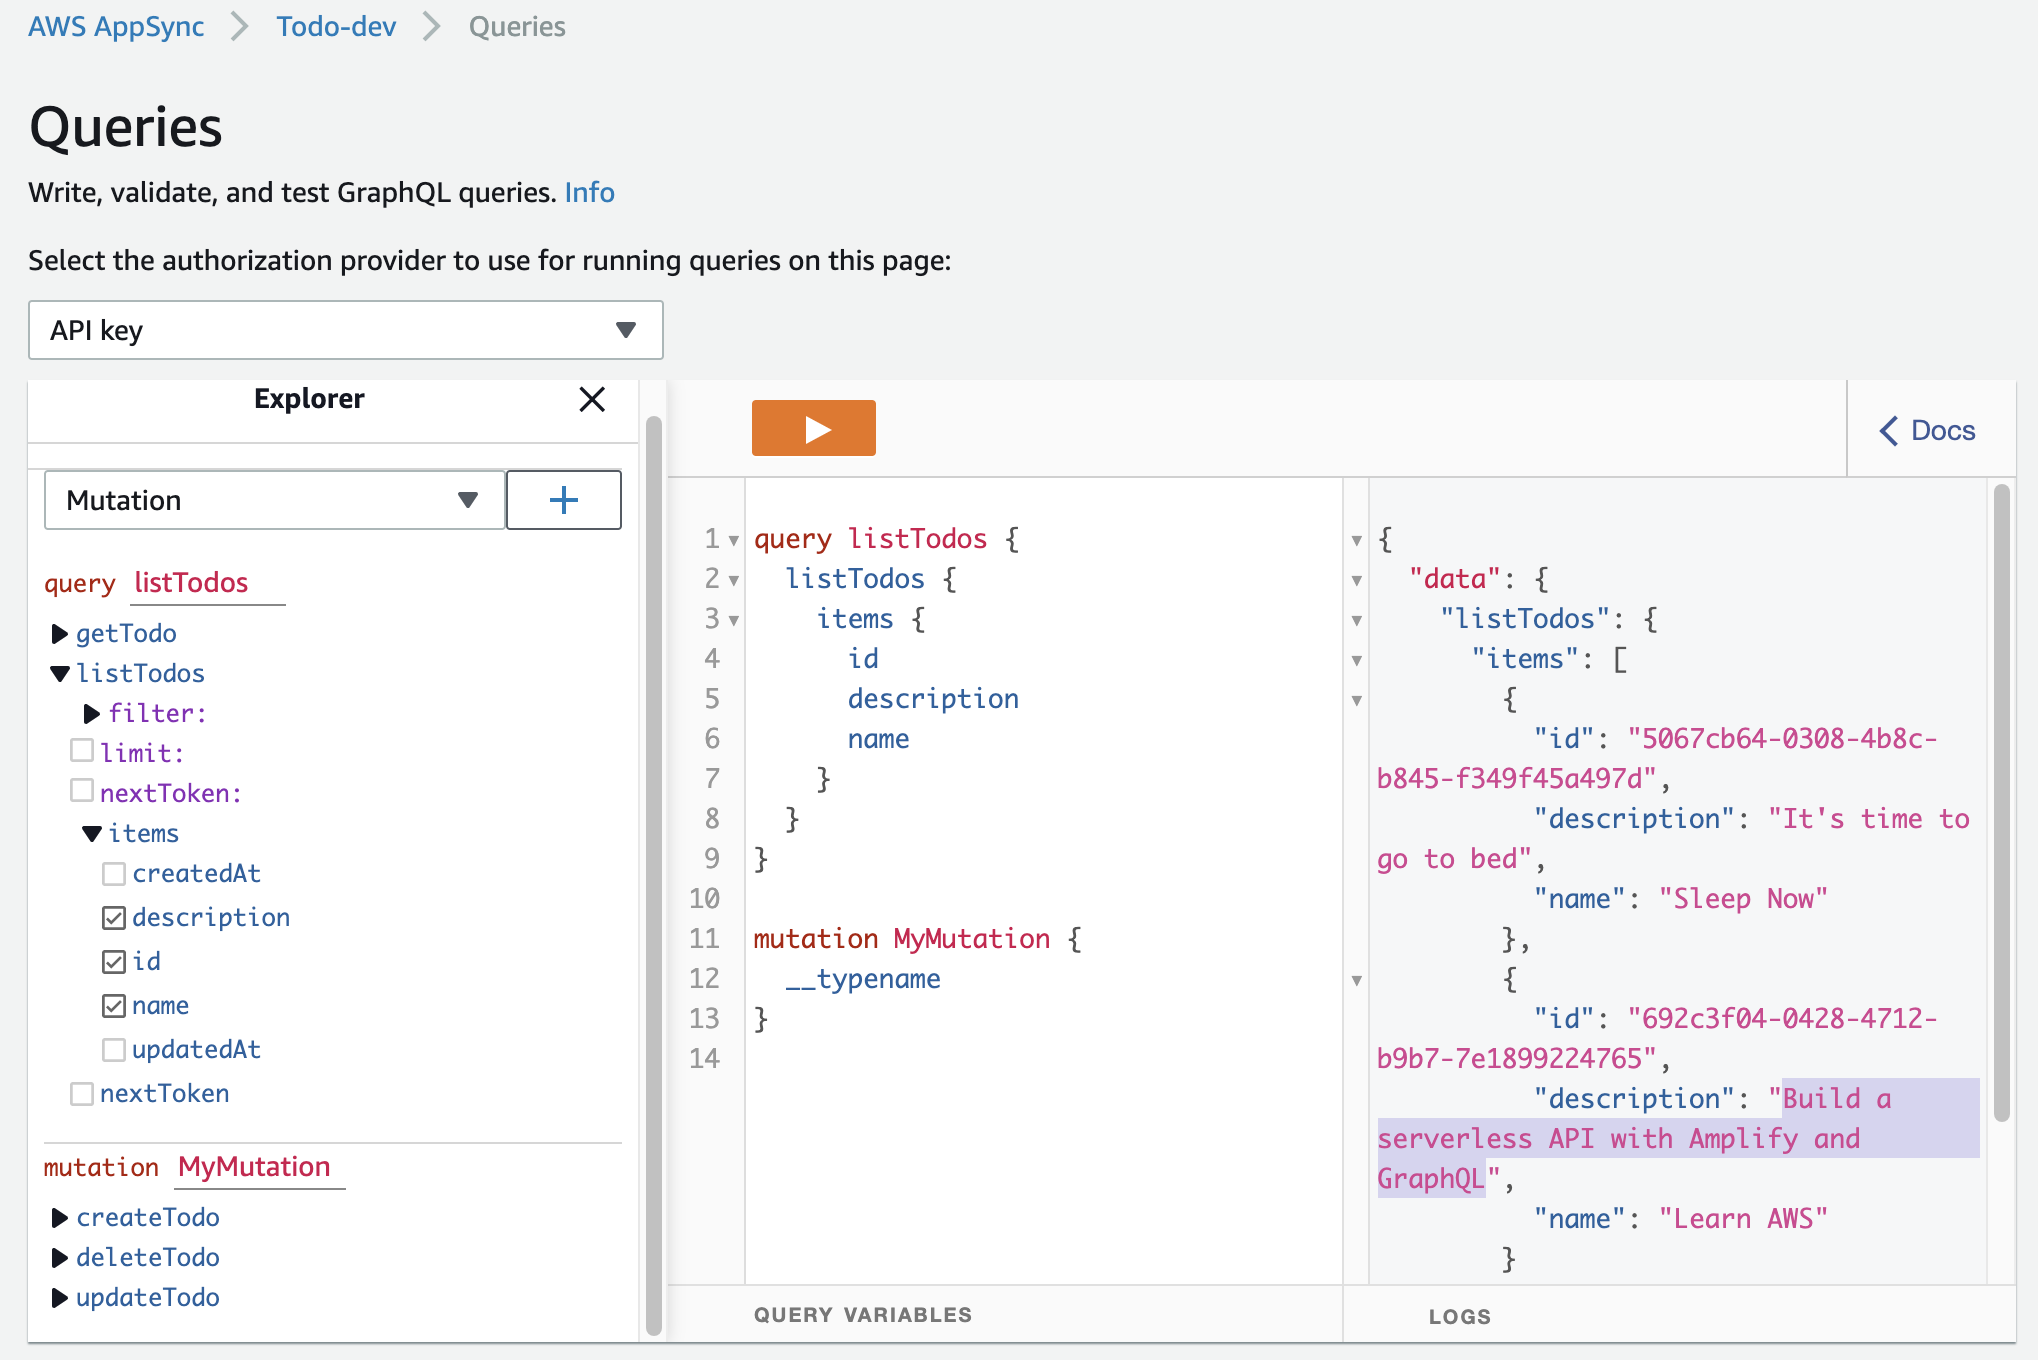 AWS AppSync > Todo-dev > Queries
Queries
Write, validate, and test GraphQL queries. Info
Select the authorization provider to use for running queries on this page:
API key
Explorer
Mutation
query listTodos
getTodo
listTodos
filter:
limit:
nextToken:
items
createdAt
description
id
name
updatedAt
nextToken
mutation MyMutation
createTodo
deleteTodo
updateTodo
Docs
1 query listTodos {
2 listTodos {
3 items {
4 id
5 description
6 name
7 }
8 }
9 }
10
11 mutation MyMutation {
12 __typename
13 }
14
QUERY VARIABLES
{
"data": {
"listTodos": {
"items": [
{
"id": "5067cb64-0308-4b8c-
b845-f349f45a497d",
"description": "It's time to
go to bed",
"name": "Sleep Now"
},
{
"id": "692c3f04-0428-4712-
b9b7-7e1899224765",
"description": "Build a
serverless API with Amplify and
GraphQL",
"name": "Learn AWS"
}
LOGS